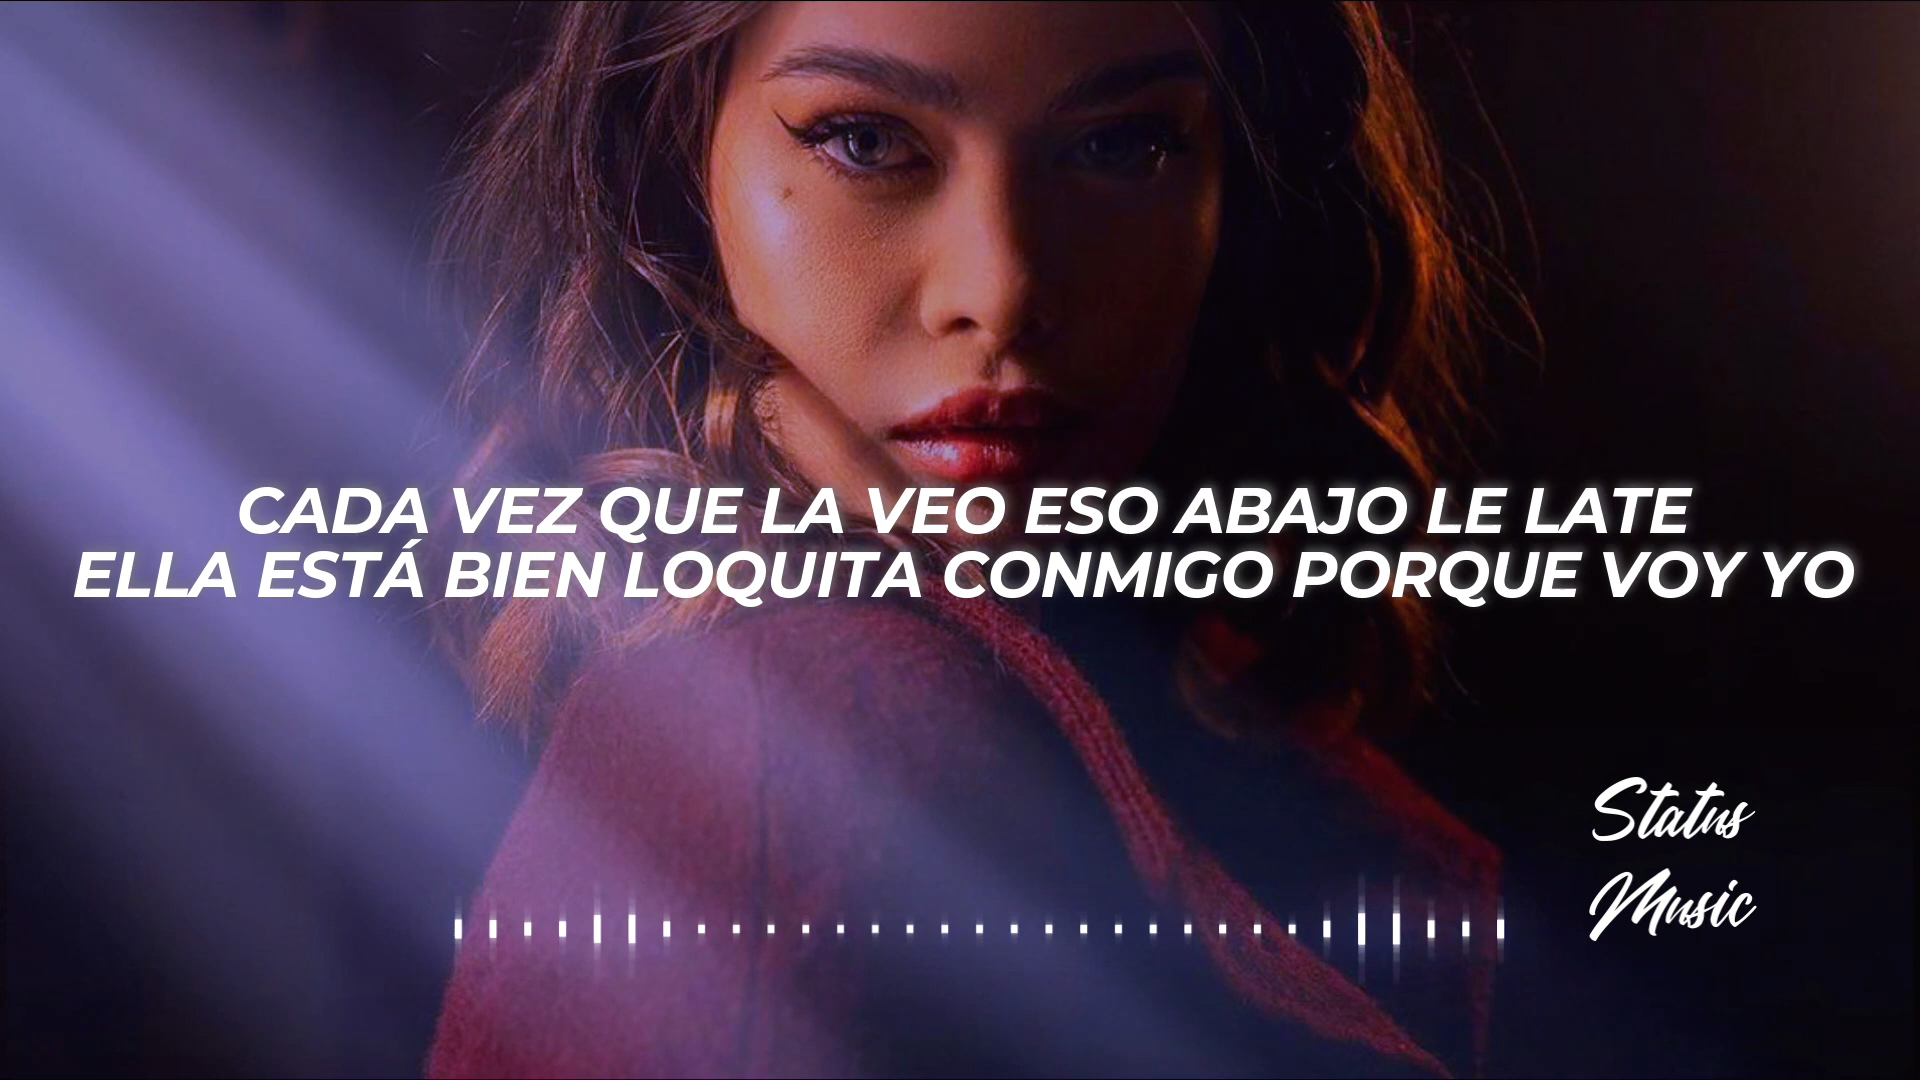 CADA VEZ QUE LA VEO ESO ABAJO LE LATE
ELLA ESTÁ BIEN LOQUITA CONMIGO PORQUE VOY YO
Status
Music